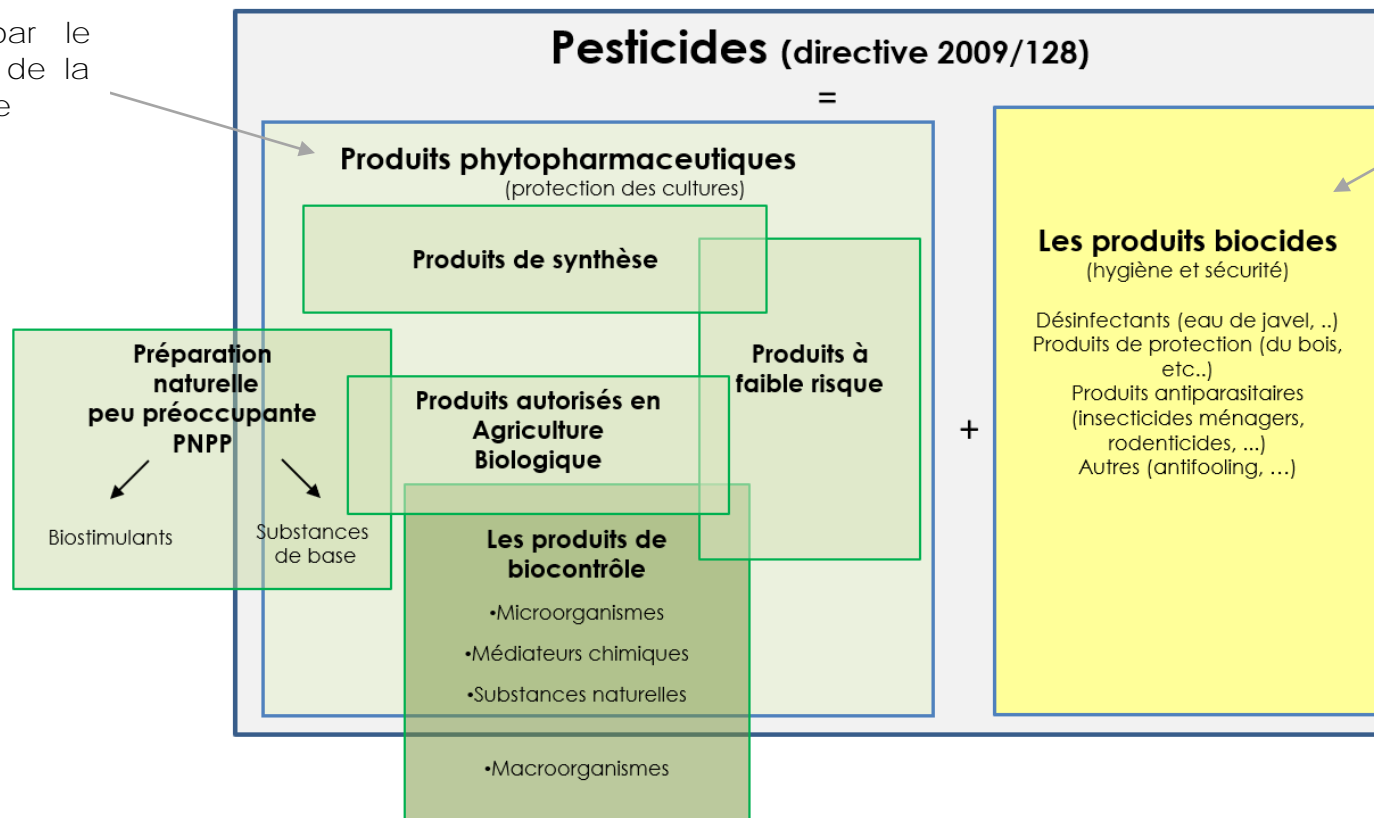 par le
de la
e
Pesticides (directive 2009/128)
=
Produits phytopharmaceutiques
(protection des cultures)
Produits de synthèse
Produits à
faible risque
Préparation
naturelle
peu préoccupante
PNPP
Biostimulants
Substances
de base
Produits autorisés en
Agriculture
Biologique
Les produits de
biocontrôle
•Microorganismes
•Médiateurs chimiques
•Substances naturelles
•Macroorganismes
+
Les produits biocides
(hygiène et sécurité)
Désinfectants (eau de javel, ..)
Produits de protection (du bois,
etc..)
Produits antiparasitaires
(insecticides ménagers,
rodenticides, ...)
Autres (antifooling, …)